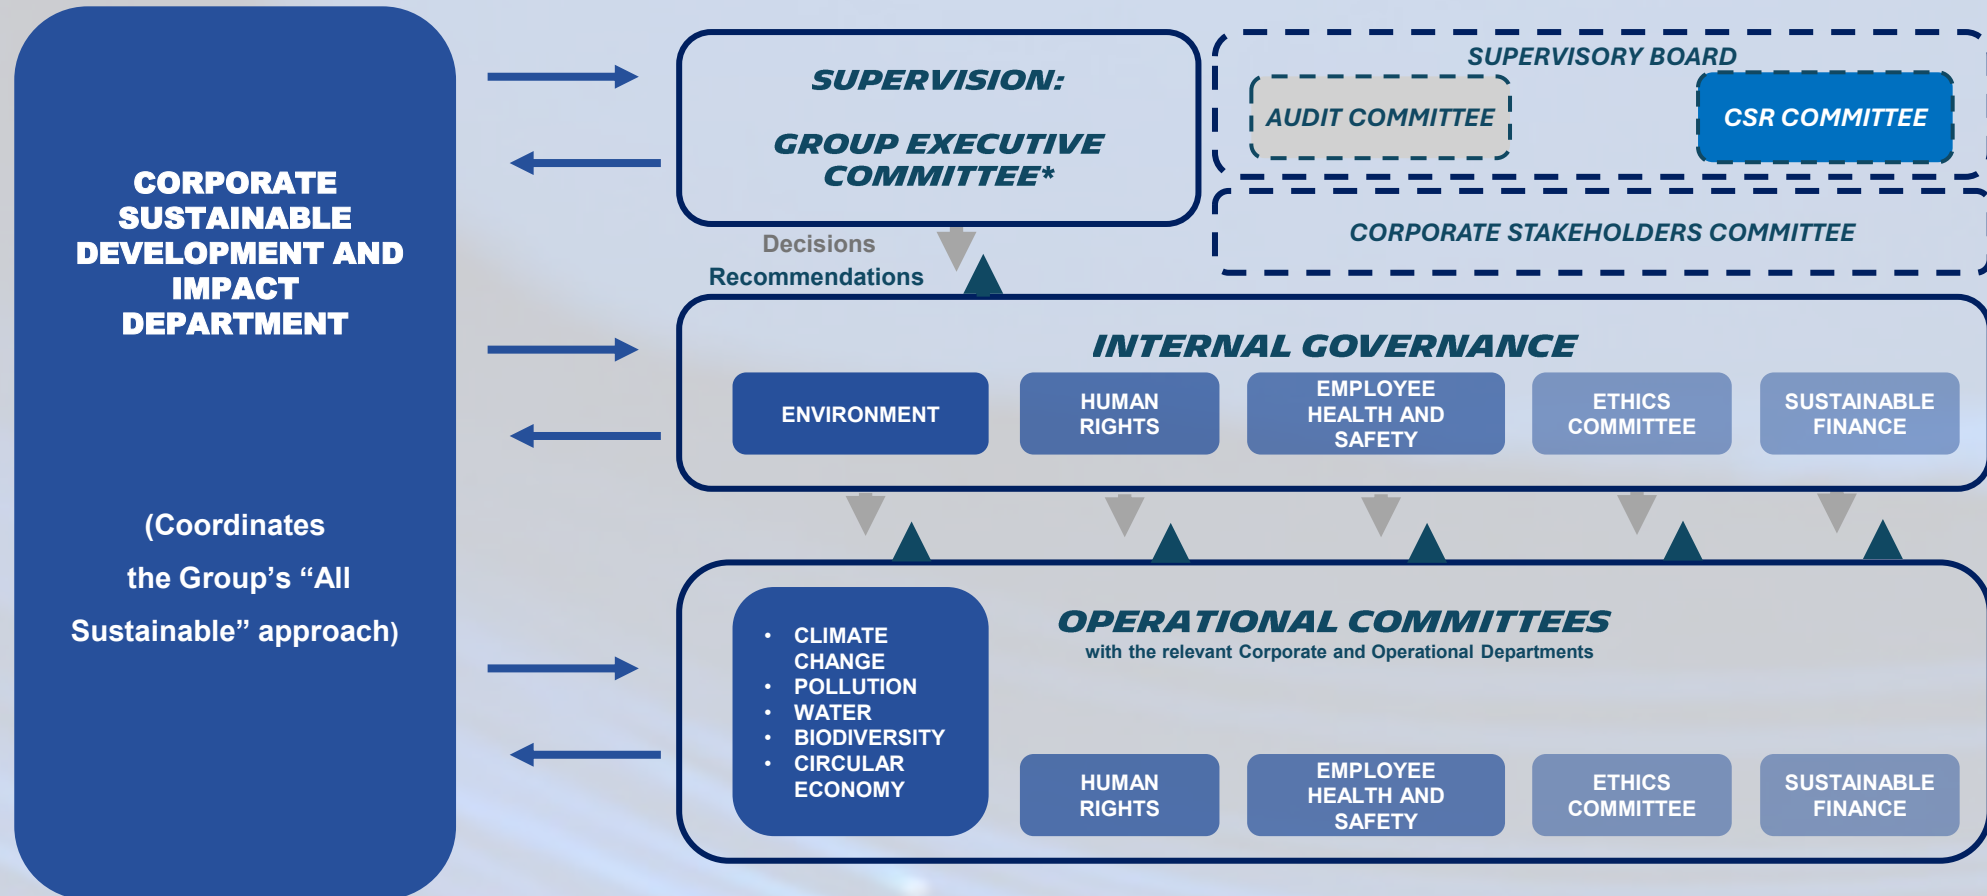 CORPORATE
SUSTAINABLE
DEVELOPMENT AND
IMPACT
DEPARTMENT
(Coordinates
the Group’s “All
Sustainable” approach)
SUPERVISION:
GROUP EXECUTIVE
COMMITTEE*
SUPERVISORY BOARD
AUDIT COMMITTEE
CSR COMMITTEE
CORPORATE STAKEHOLDERS COMMITTEE
Decisions
Recommendations
INTERNAL GOVERNANCE
ENVIRONMENT
HUMAN
RIGHTS
EMPLOYEE
HEALTH AND
SAFETY
ETHICS
COMMITTEE
SUSTAINABLE
FINANCE
OPERATIONAL COMMITTEES
with the relevant Corporate and Operational Departments
• CLIMATE
CHANGE
• POLLUTION
• WATER
• BIODIVERSITY
• CIRCULAR
ECONOMY
HUMAN
RIGHTS
EMPLOYEE
HEALTH AND
SAFETY
ETHICS
COMMITTEE
SUSTAINABLE
FINANCE